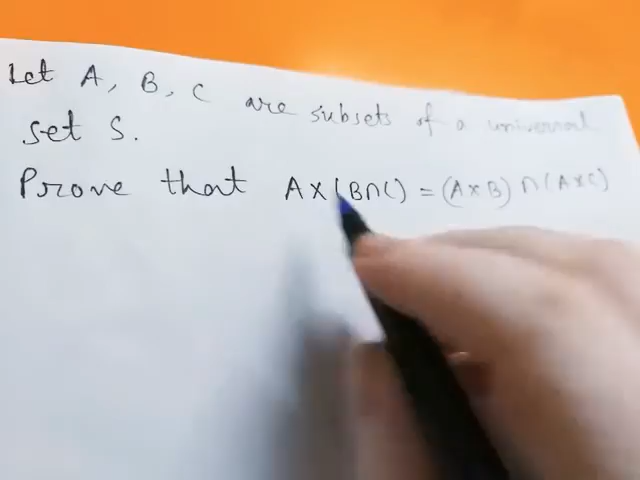 Let A, B, C are subsets of a universal
set S.
Prove that A×(B∩C) = (A×B)∩(A×C)